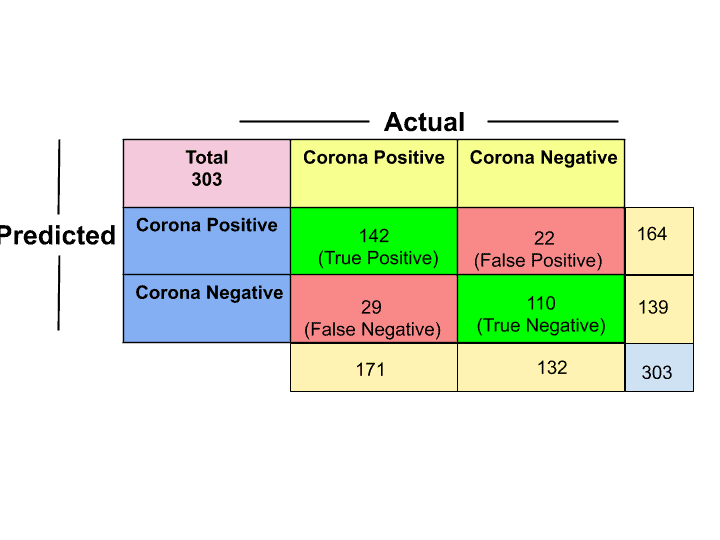 Actual
Total
303
Corona Positive
Corona Negative
Predicted
Corona Positive
142
(True Positive)
22
(False Positive)
164
Corona Negative
29
(False Negative)
110
(True Negative)
139
171
132
303